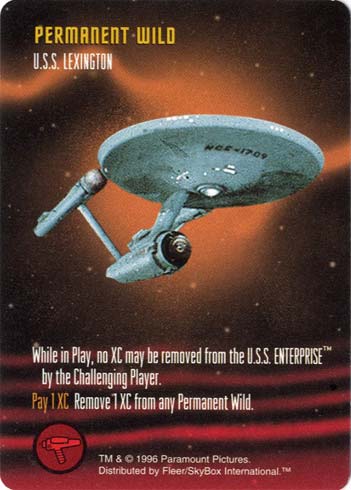 PERMANENT WILD
U.S.S. LEXINGTON
NCC-1709
While in Play, no XC may be removed from the U.S.S. ENTERPRISE™
by the Challenging Player.
Pay 1 XC Remove 1 XC from any Permanent Wild.
TM & © 1996 Paramount Pictures.
Distributed by Fleer/SkyBox International.™